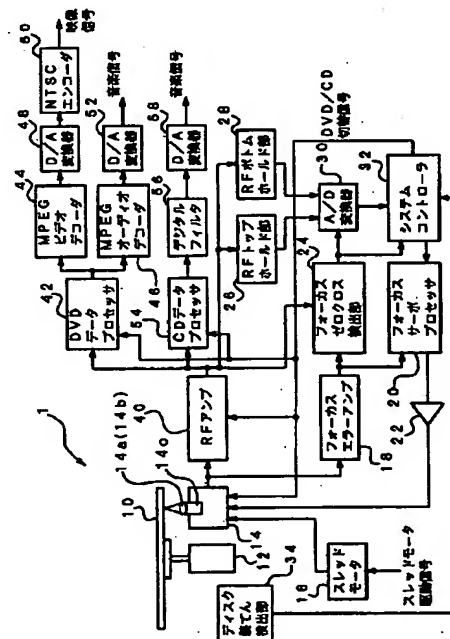 1
10
14a(14b)
14c
14
12
16
スレッド
モータ
スレッドモータ
駆動信号
34
ディスク
装てん
検出部
40
RFアンプ
18
フォーカス
エラーアンプ
20
フォーカス
サーボ
プロセッサ
22
24
フォーカス
ゼロクロス
検出部
26
RFトップ
ホールド部
28
RFボトム
ホールド部
30
A/D
変換器
32
システム
コントローラ
DVD/CD
切替信号
42
DVD
データ
プロセッサ
54
CDデータ
プロセッサ
44
MPEG
ビデオ
デコーダ
46
MPEG
オーディオ
デコーダ
56
デジタル
フィルタ
48
D/A
変換器
50
NTSC
エンコーダ
映像
信号
52
D/A
変換器
音楽信号
58
D/A
変換器
音楽信号